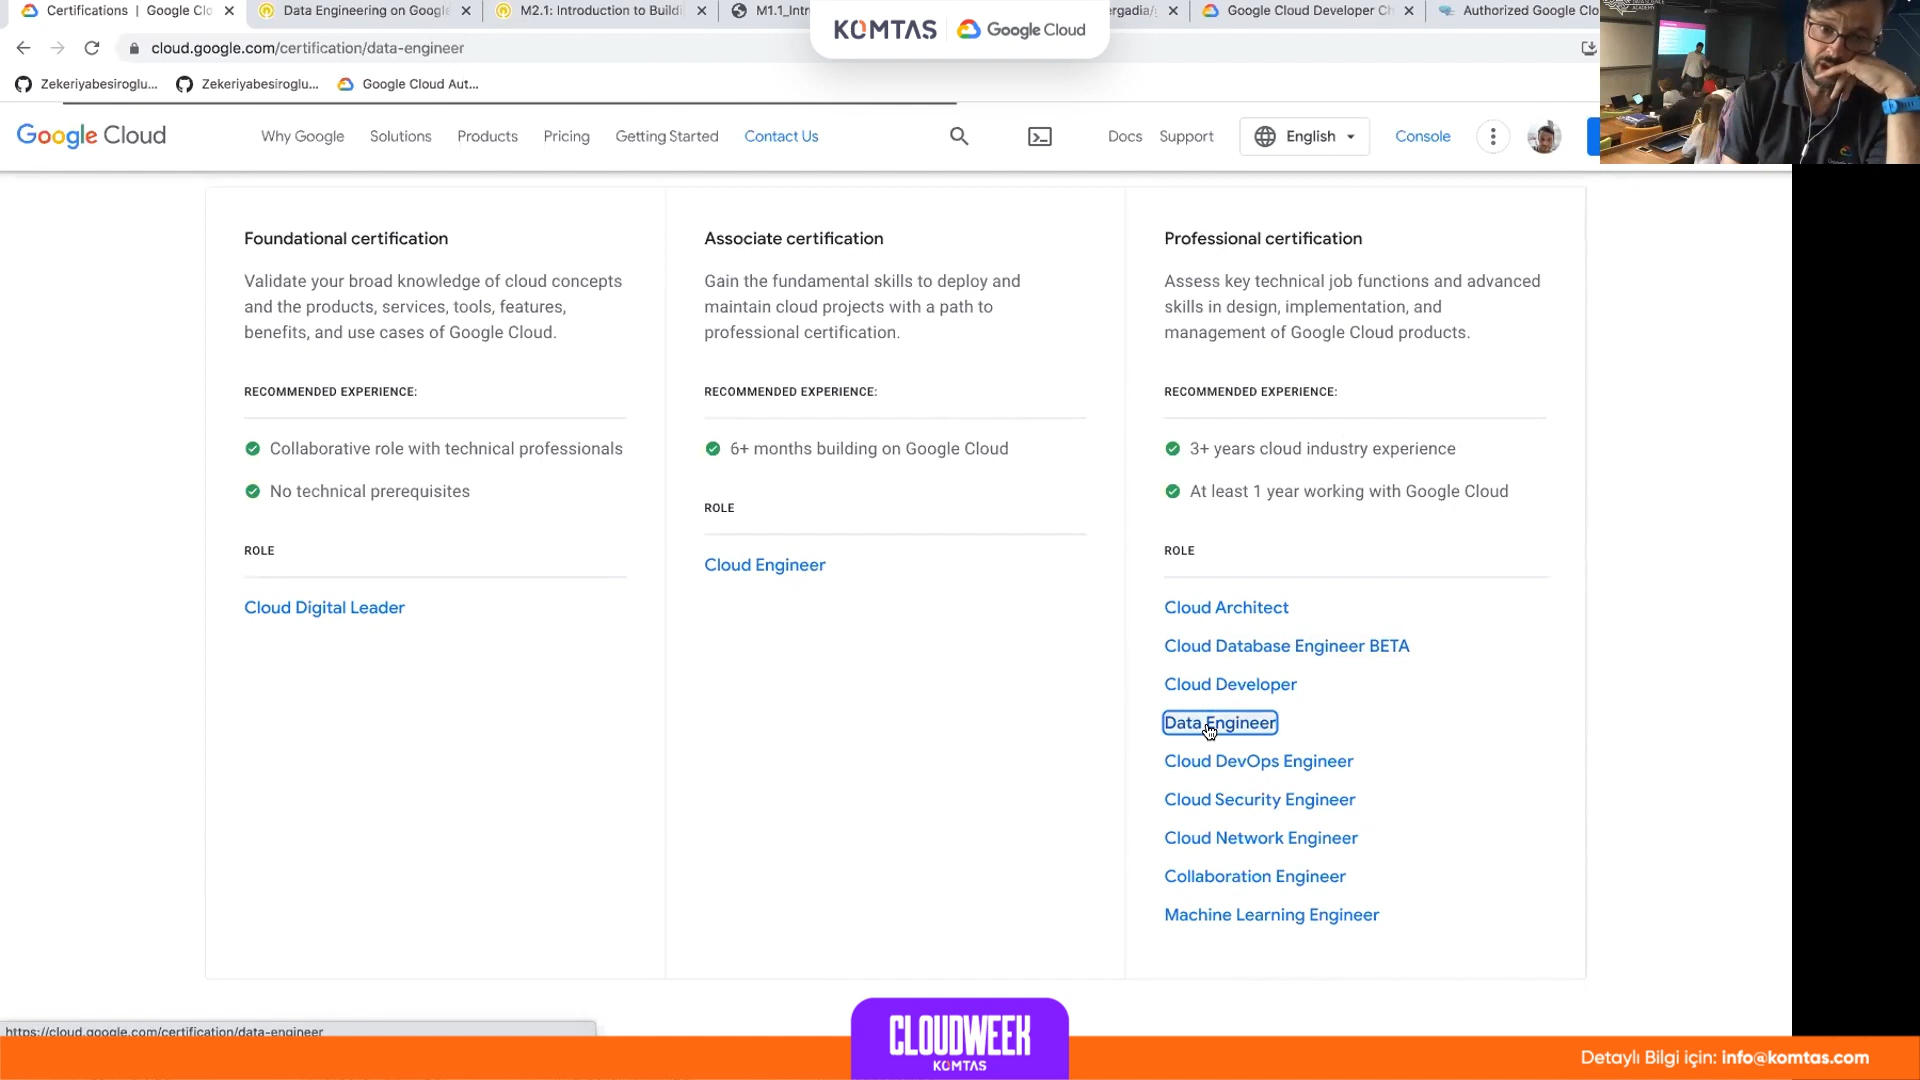 Certifications | Google Clo
Data Engineering on Google
M2.1: Introduction to Buildi
M1.1_Intr
ergadia/
Google Cloud Developer Ch
Authorized Google Clo
KOMTAS Google Cloud
cloud.google.com/certification/data-engineer
Zekeriyabesiroglu...
Zekeriyabesiroglu...
Google Cloud Aut...
Google Cloud
Why Google
Solutions
Products
Pricing
Getting Started
Contact Us
Docs
Support
English
Console
Foundational certification
Validate your broad knowledge of cloud concepts
and the products, services, tools, features,
benefits, and use cases of Google Cloud.
RECOMMENDED EXPERIENCE:
Collaborative role with technical professionals
No technical prerequisites
ROLE
Cloud Digital Leader
Associate certification
Gain the fundamental skills to deploy and
maintain cloud projects with a path to
professional certification.
RECOMMENDED EXPERIENCE:
6+ months building on Google Cloud
ROLE
Cloud Engineer
Professional certification
Assess key technical job functions and advanced
skills in design, implementation, and
management of Google Cloud products.
RECOMMENDED EXPERIENCE:
3+ years cloud industry experience
At least 1 year working with Google Cloud
ROLE
Cloud Architect
Cloud Database Engineer BETA
Cloud Developer
Data Engineer
Cloud DevOps Engineer
Cloud Security Engineer
Cloud Network Engineer
Collaboration Engineer
Machine Learning Engineer
https://cloud.google.com/certification/data-engineer
CLOUDWEEK
KOMTAS
Detaylı Bilgi için: info@komtas.com